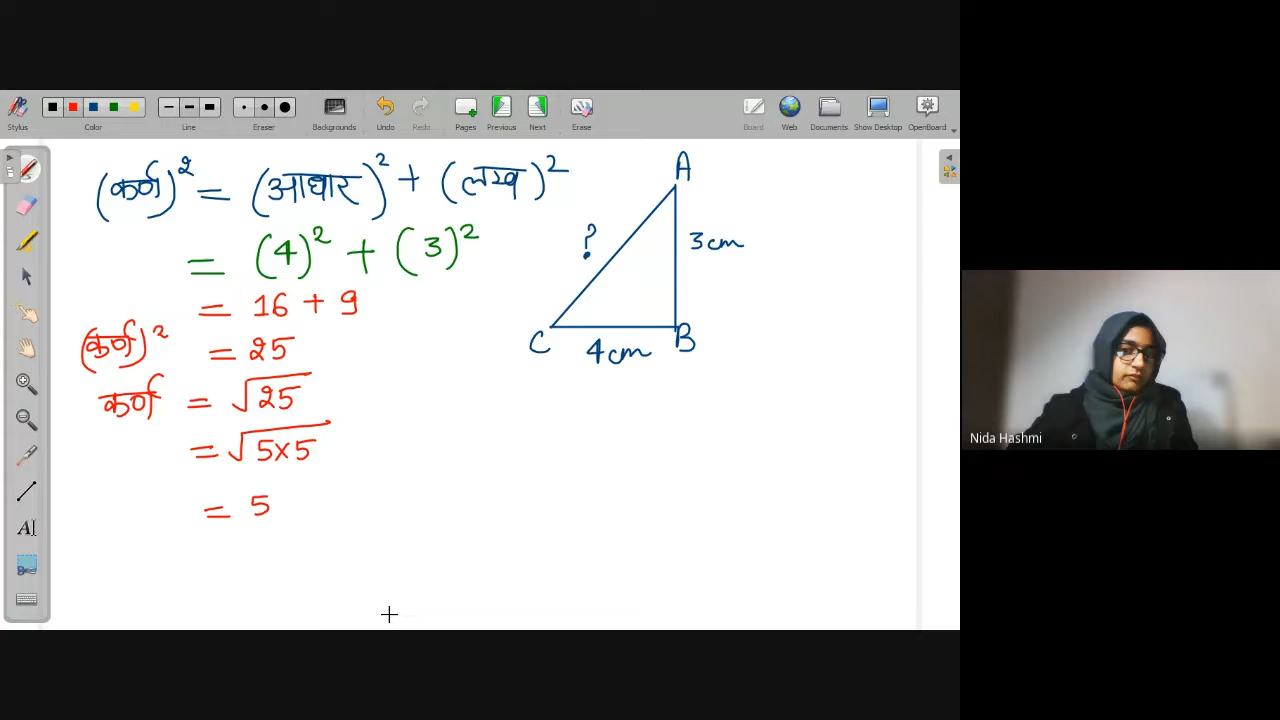 Stylus Color Line Eraser Backgrounds Undo Redo Pages Previous Next Erase Board Web Documents Show Desktop OpenBoard
(कर्ण)² = (आधार)² + (लम्ब)²
= (4)² + (3)²
= 16 + 9
(कर्ण)² = 25
कर्ण = √25
= √5×5
= 5
A
?
3cm
C
4cm
B
AI
Nida Hashmi